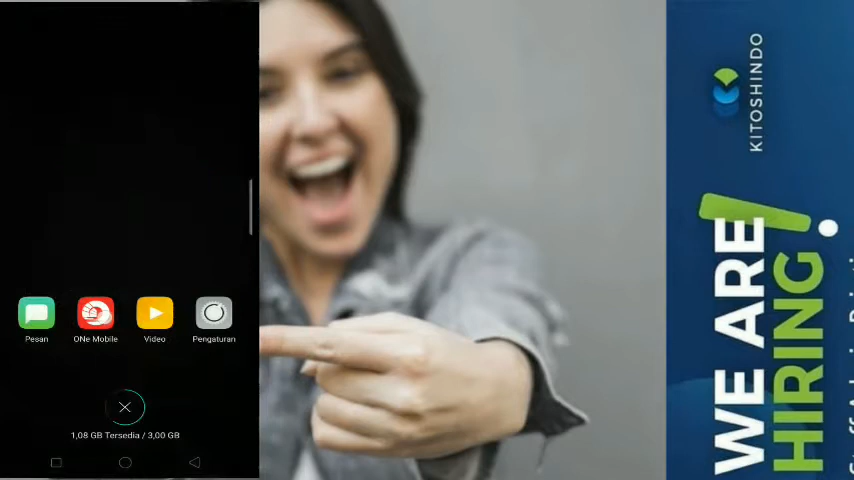 Pesan
ONe Mobile
Video
Pengaturan
1,08 GB Tersedia / 3,00 GB
KITOSHINDO
WE ARE
HIRING!